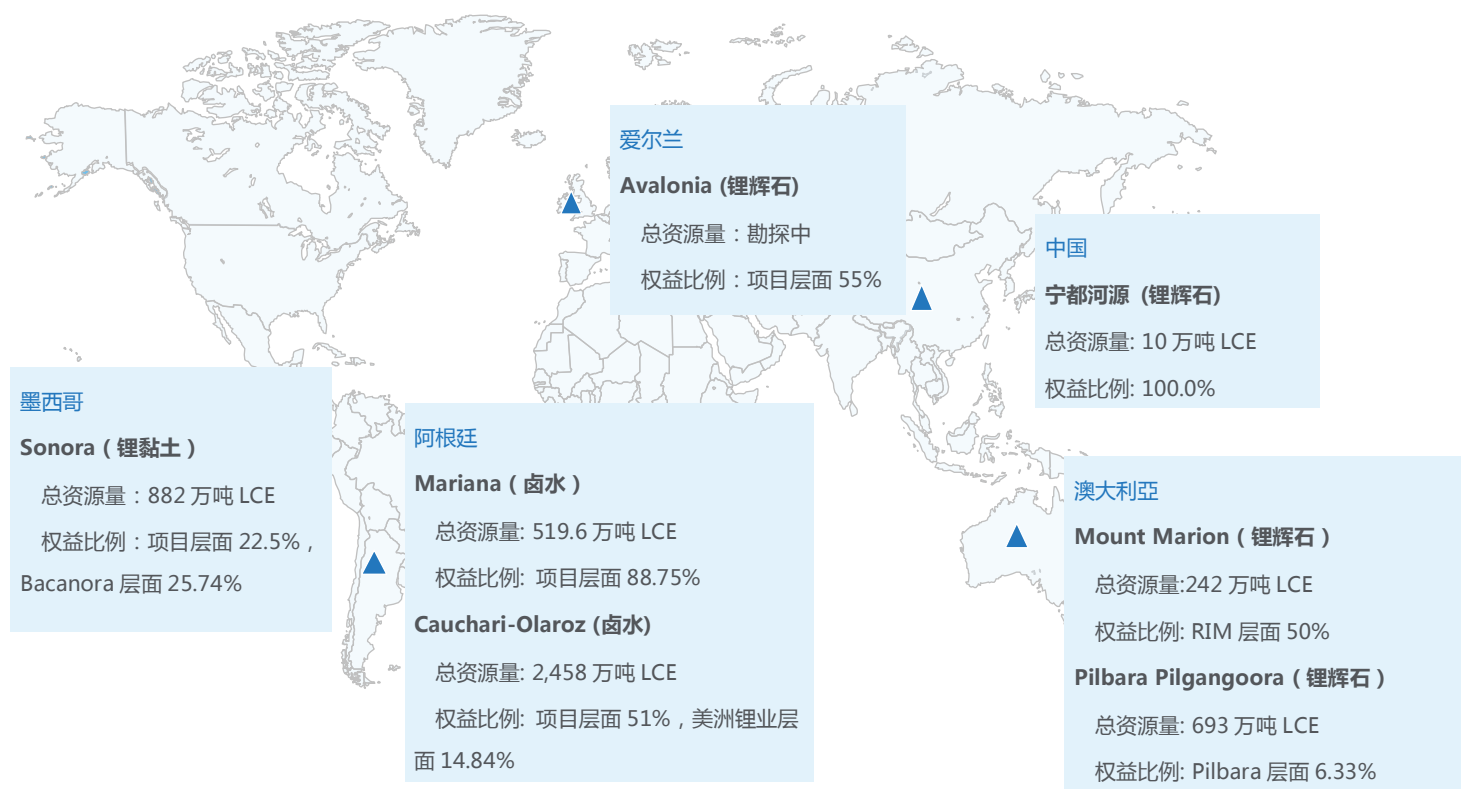 爱尔兰
Avalonia (锂辉石)
总资源量：勘探中
权益比例：项目层面 55%
中国
宁都河源 (锂辉石)
总资源量: 10 万吨 LCE
权益比例: 100.0%
墨西哥
Sonora（锂黏土）
总资源量：882 万吨 LCE
权益比例：项目层面 22.5%，
Bacanora 层面 25.74%
阿根廷
Mariana（卤水）
总资源量: 519.6 万吨 LCE
权益比例: 项目层面 88.75%
Cauchari-Olaroz (卤水)
总资源量: 2,458 万吨 LCE
权益比例: 项目层面 51%，美洲锂业层
面 14.84%
澳大利亞
Mount Marion（锂辉石）
总资源量:242 万吨 LCE
权益比例: RIM 层面 50%
Pilbara Pilgangoora（锂辉石）
总资源量: 693 万吨 LCE
权益比例: Pilbara 层面 6.33%